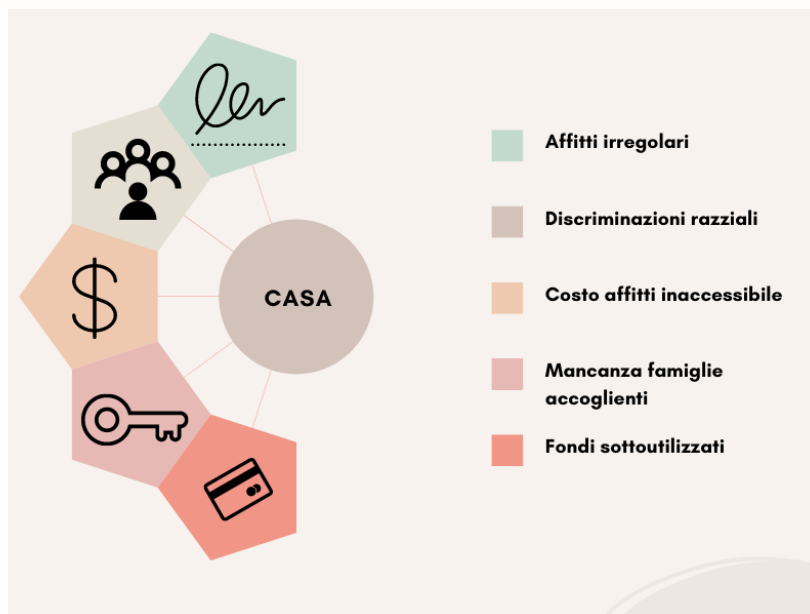 CASA
Affitti irregolari
Discriminazioni razziali
Costo affitti inaccessibile
Mancanza famiglie
accoglienti
Fondi sottoutilizzati